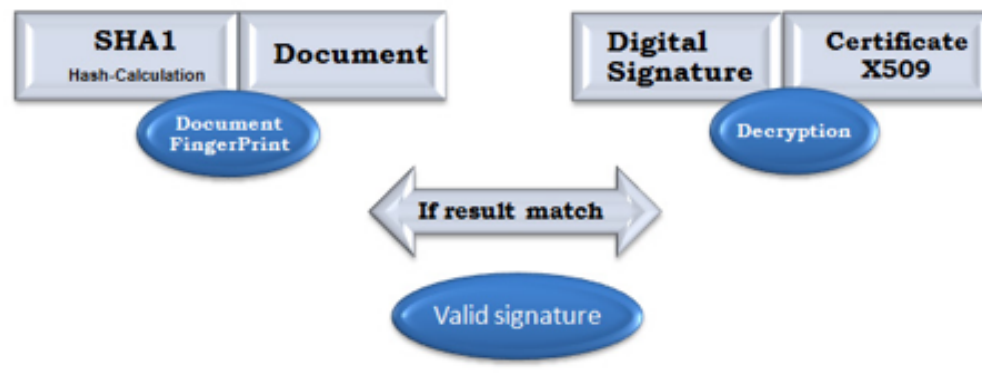 SHA1
Hash-Calculation
Document
Digital
Signature
Certificate
X509
Document
FingerPrint
Decryption
If result match
Valid signature